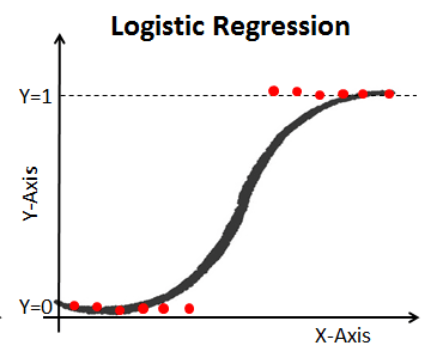 Logistic Regression
Y=1
Y-Axis
Y=0
X-Axis